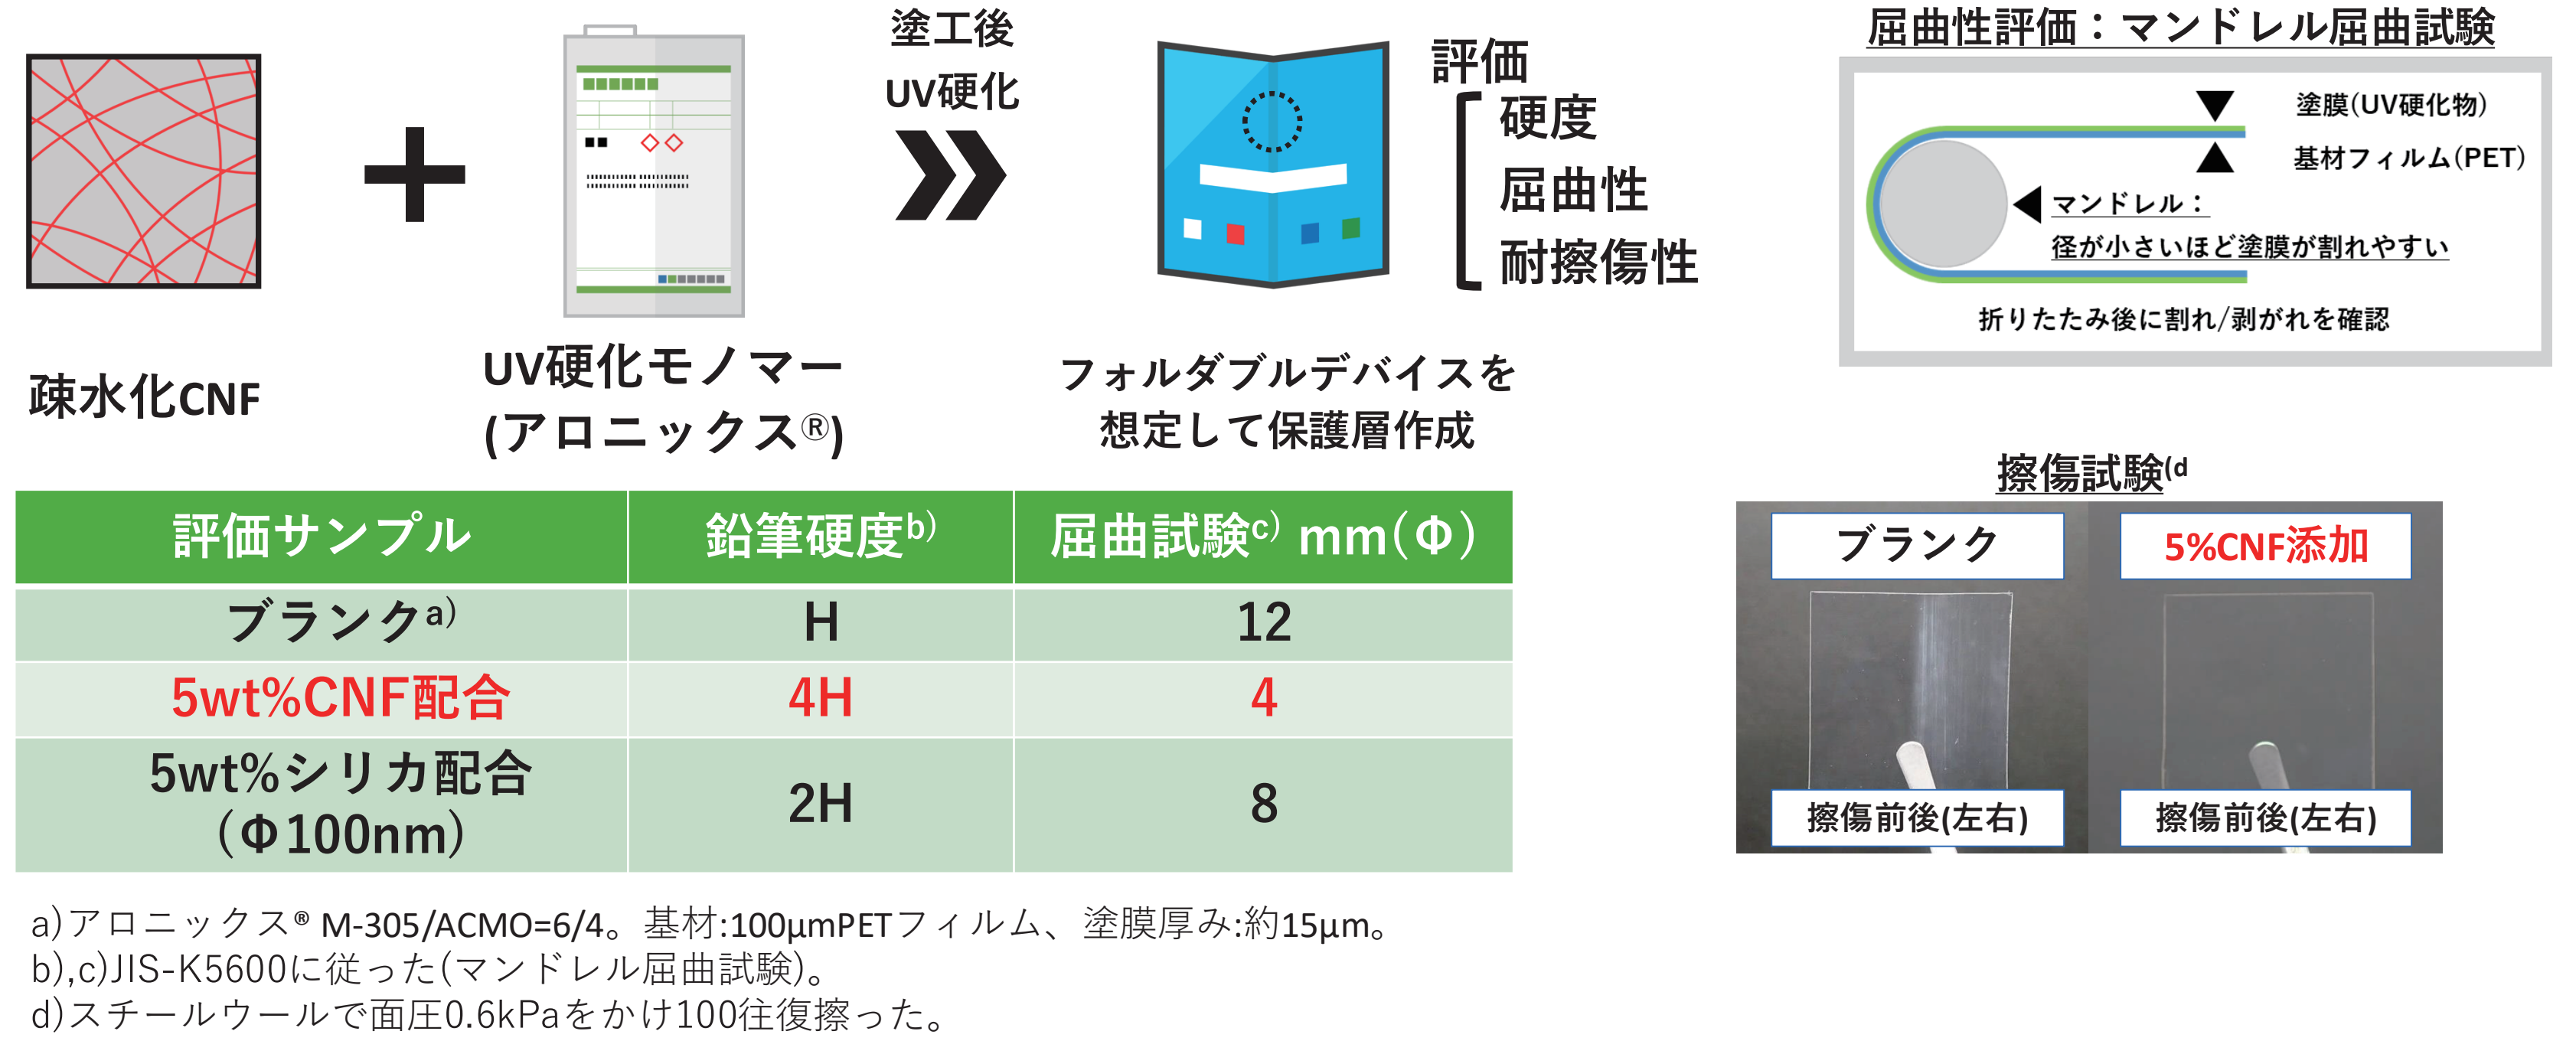 疎水化CNF
UV硬化モノマー
(アロニックス®)
塗工後
UV硬化
フォルダブルデバイスを
想定して保護層作成
評価
硬度
屈曲性
耐擦傷性
屈曲性評価：マンドレル屈曲試験
塗膜(UV硬化物)
基材フィルム(PET)
マンドレル：
径が小さいほど塗膜が割れやすい
折りたたみ後に割れ/剥がれを確認
評価サンプル 鉛筆硬度b) 屈曲試験c) mm(Φ)
ブランクa) H 12
5wt%CNF配合 4H 4
5wt%シリカ配合
(Φ100nm) 2H 8
a)アロニックス® M-305/ACMO=6/4。基材:100μmPETフィルム、塗膜厚み:約15μm。
b),c)JIS-K5600に従った(マンドレル屈曲試験)。
d)スチールウールで面圧0.6kPaをかけ100往復擦った。
擦傷試験(d
ブランク
5%CNF添加
擦傷前後(左右)
擦傷前後(左右)